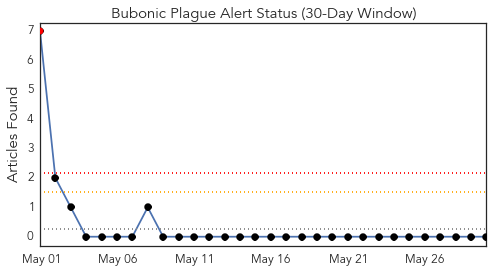 Bubonic Plague Alert Status (30-Day Window)
Articles Found
7
6
5
4
3
2
1
0
May 01 May 06 May 11 May 16 May 21 May 26